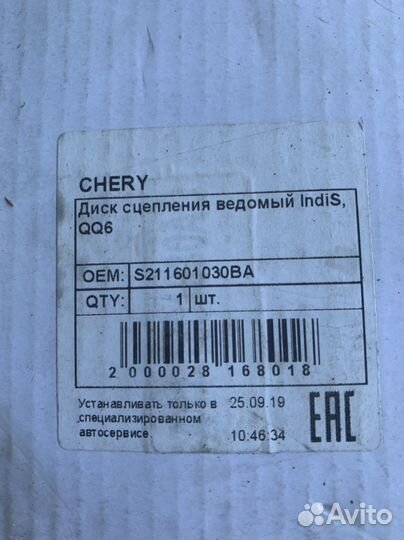 CHERY
Диск сцепления ведомый IndiS,
QQ6
OEM: S211601030BA
QTY: 1 шт.
2 000028 168018
Устанавливать только в 25.09.19
специализированном
автосервисе. 10:46:34
EAC
Avito